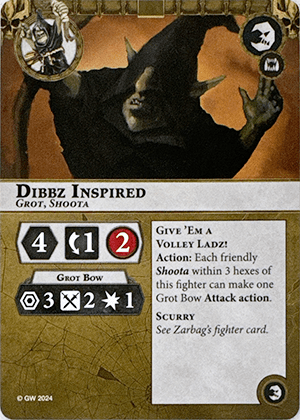 DIBBZ INSPIRED
GROT, SHOOTA
4 1 2
GROT BOW
3 2 1
GIVE 'EM A
VOLLEY LADZ!
Action: Each friendly
Shoota within 3 hexes of
this fighter can make one
Grot Bow Attack action.
SCURRY
See Zarbag's fighter card.
© GW 2024